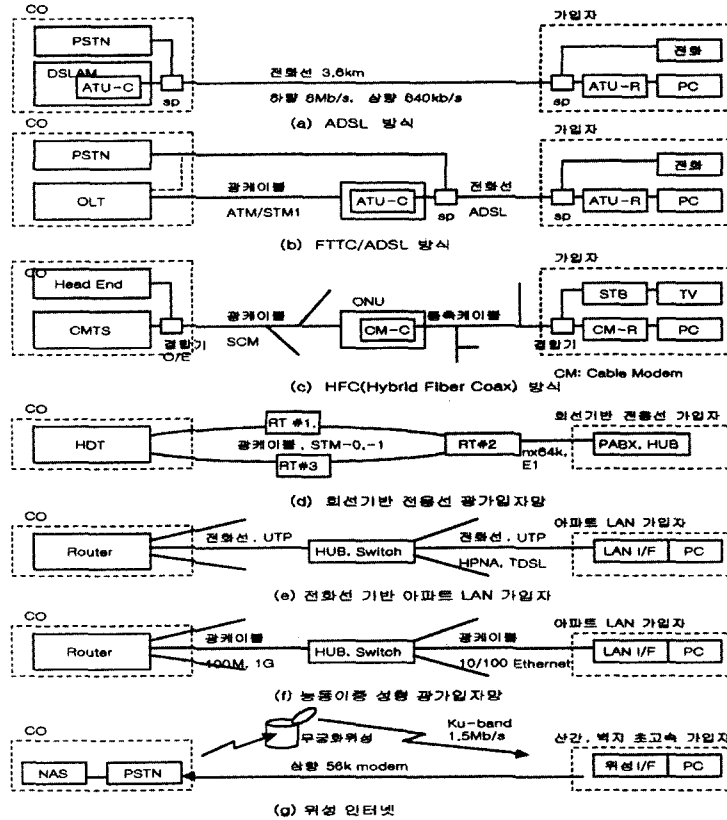 CO
가입자
PSTN
전화
DSLAM
ATU-C
sp
전화선 3.6km
하향 8Mb/s, 상향 640kb/s
sp
ATU-R
PC
(a) ADSL 방식
CO
가입자
PSTN
전화
OLT
광케이블
ATM/STM1
ATU-C
sp
전화선
ADSL
sp
ATU-R
PC
(b) FTTC/ADSL 방식
CO
가입자
Head End
ONU
STB
TV
CMTS
결합기
O/E
광케이블
SCM
CM-C
동축케이블
결합기
CM-R
PC
CM: Cable Modem
(c) HFC(Hybrid Fiber Coax) 방식
CO
회선기반 전용선 가입자
RT #1,
HDT
광케이블, STM-0,-1
RT#2
nx64k,
E1
PABX, HUB
RT#3
(d) 회선기반 전용선 광가입자망
CO
아파트 LAN 가입자
Router
전화선, UTP
HUB, Switch
전화선, UTP
HPNA, TDSL
LAN I/F
PC
(e) 전화선 기반 아파트 LAN 가입자
CO
아파트 LAN 가입자
Router
광케이블
100M, 1G
HUB, Switch
광케이블
10/100 Ethernet
LAN I/F
PC
(f) 능동이중 성형 광가입자망
CO
무궁화위성
Ku-band
1.5Mb/s
산간, 벽지 초고속 가입자
NAS
PSTN
상향 56k modem
위성 I/F
PC
(g) 위성 인터넷